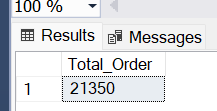 100 %
Results Messages
Total_Order
1 21350